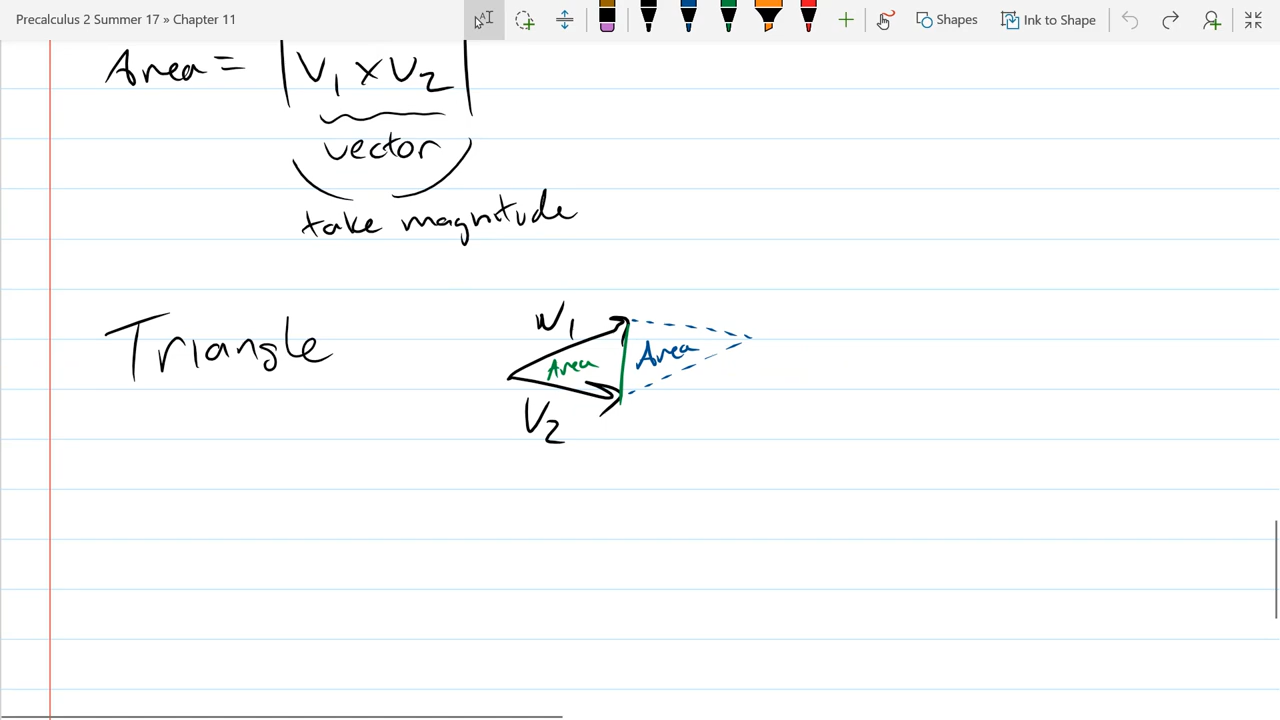 Precalculus 2 Summer 17 » Chapter 11
Shapes
Ink to Shape
Area = |V1 × V2|
vector
take magnitude
Triangle
V1
Area
Area
V2